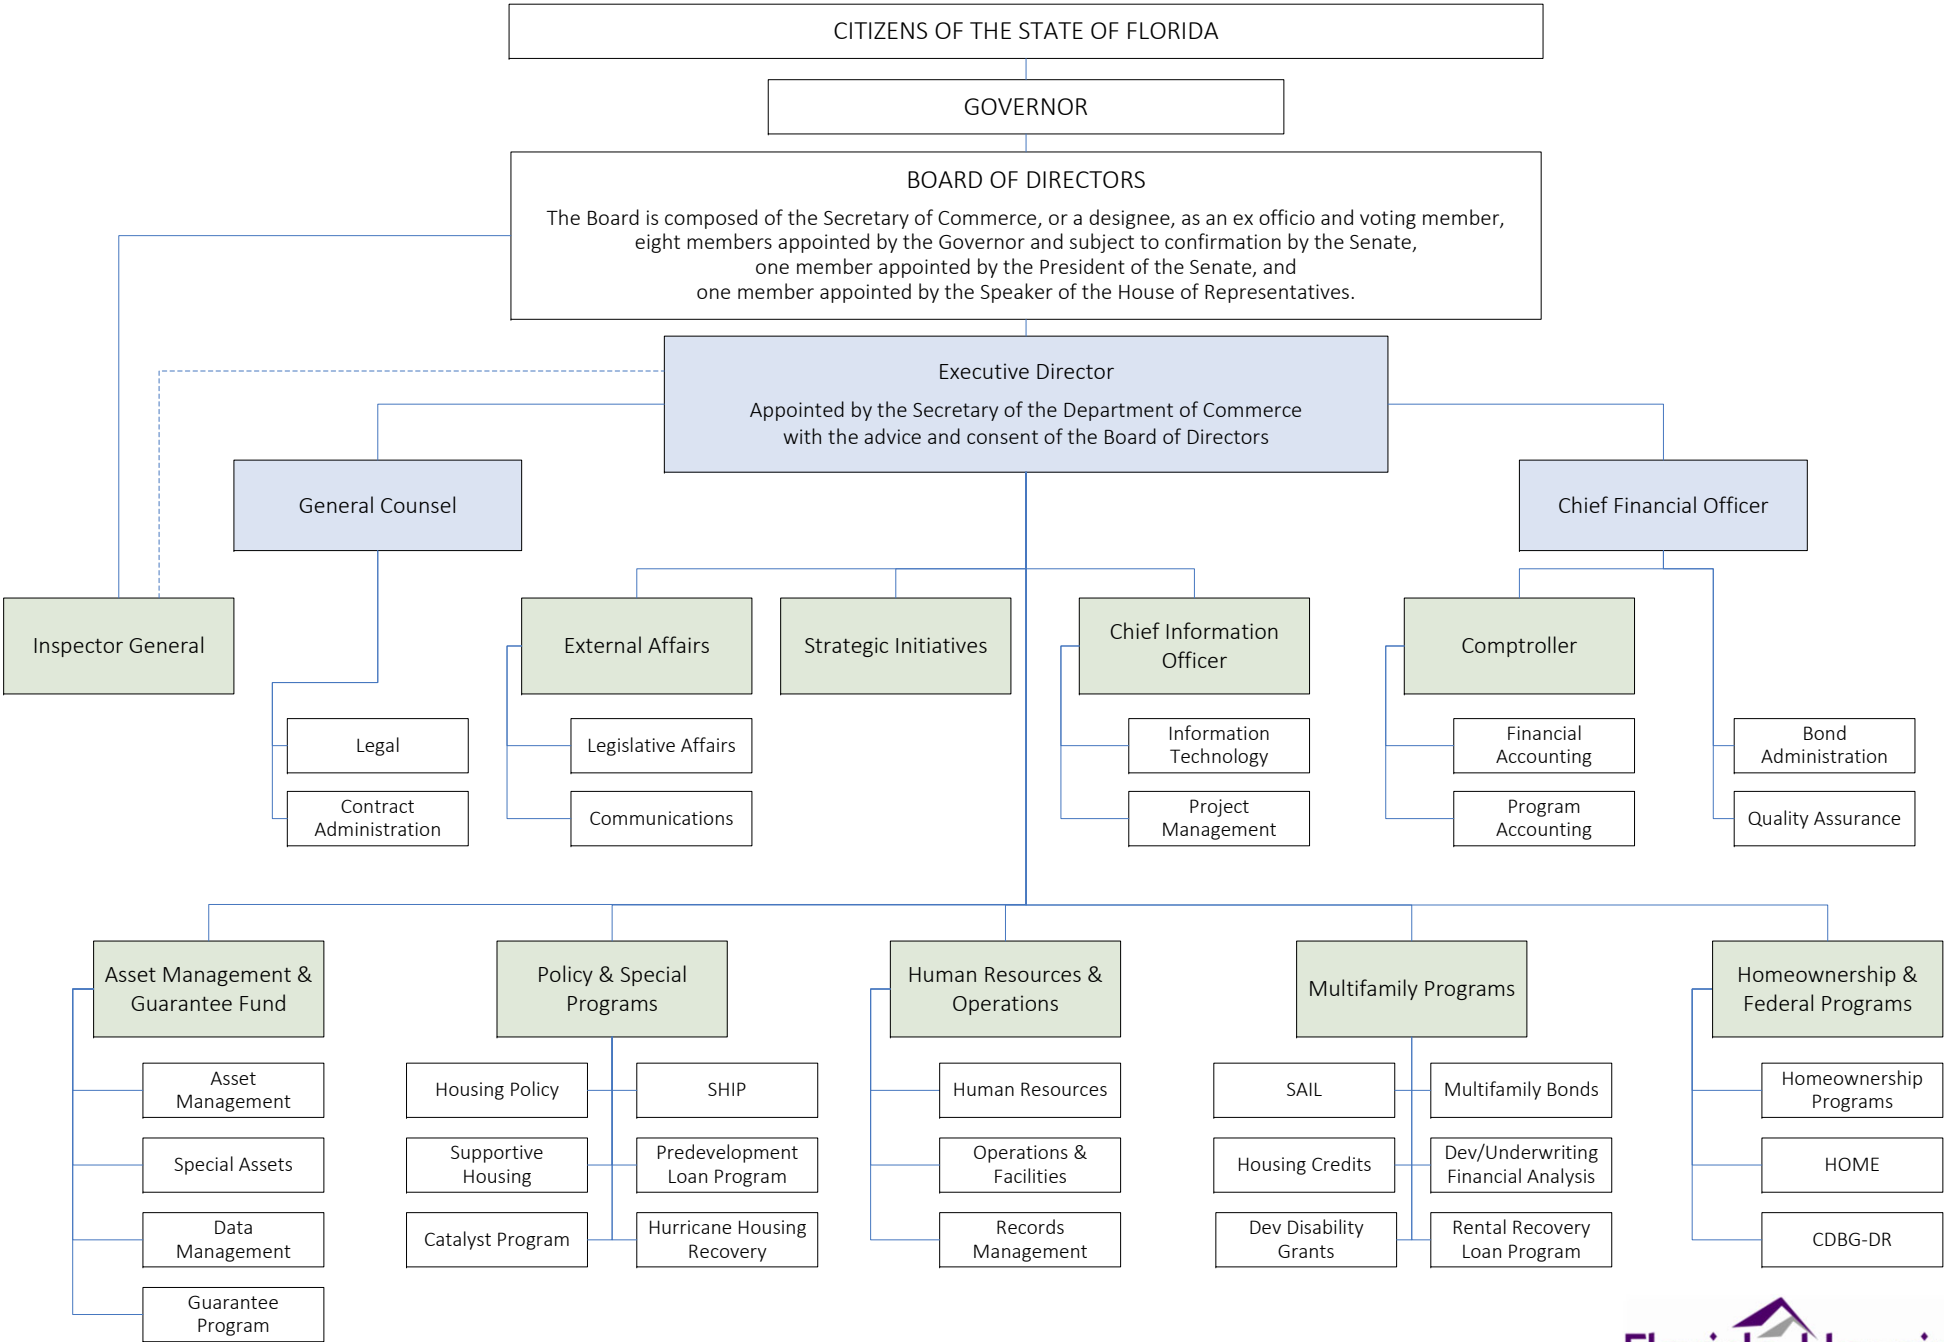 CITIZENS OF THE STATE OF FLORIDA
GOVERNOR
BOARD OF DIRECTORS
The Board is composed of the Secretary of Commerce, or a designee, as an ex officio and voting member,
eight members appointed by the Governor and subject to confirmation by the Senate,
one member appointed by the President of the Senate, and
one member appointed by the Speaker of the House of Representatives.
Executive Director
Appointed by the Secretary of the Department of Commerce
with the advice and consent of the Board of Directors
General Counsel
Chief Financial Officer
Inspector General
External Affairs
Strategic Initiatives
Chief Information
Officer
Comptroller
Legal
Contract
Administration
Legislative Affairs
Communications
Information
Technology
Project
Management
Financial
Accounting
Program
Accounting
Bond
Administration
Quality Assurance
Asset Management &
Guarantee Fund
Asset
Management
Special Assets
Data
Management
Guarantee
Program
Policy & Special
Programs
Housing Policy
SHIP
Supportive
Housing
Predevelopment
Loan Program
Catalyst Program
Hurricane Housing
Recovery
Human Resources &
Operations
Human Resources
Operations &
Facilities
Records
Management
Multifamily Programs
SAIL
Multifamily Bonds
Housing Credits
Dev/Underwriting
Financial Analysis
Dev Disability
Grants
Rental Recovery
Loan Program
Homeownership &
Federal Programs
Homeownership
Programs
HOME
CDBG-DR